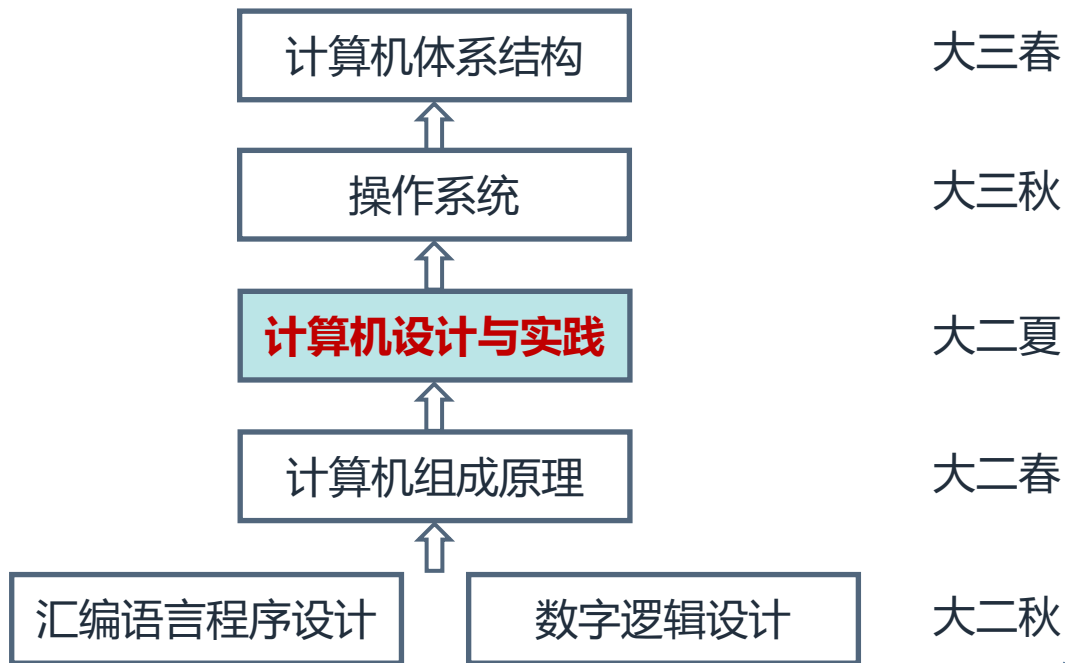 计算机体系结构 大三春
操作系统 大三秋
计算机设计与实践 大二夏
计算机组成原理 大二春
汇编语言程序设计 数字逻辑设计 大二秋